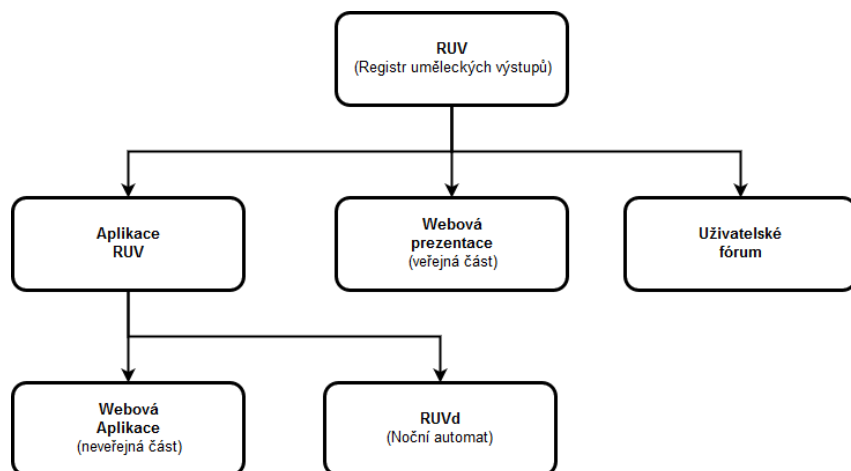 RUV
(Registr uměleckých výstupů)
Aplikace
RUV
Webová
prezentace
(veřejná část)
Uživatelské
fórum
Webová
Aplikace
(neveřejná část)
RUVd
(Noční automat)